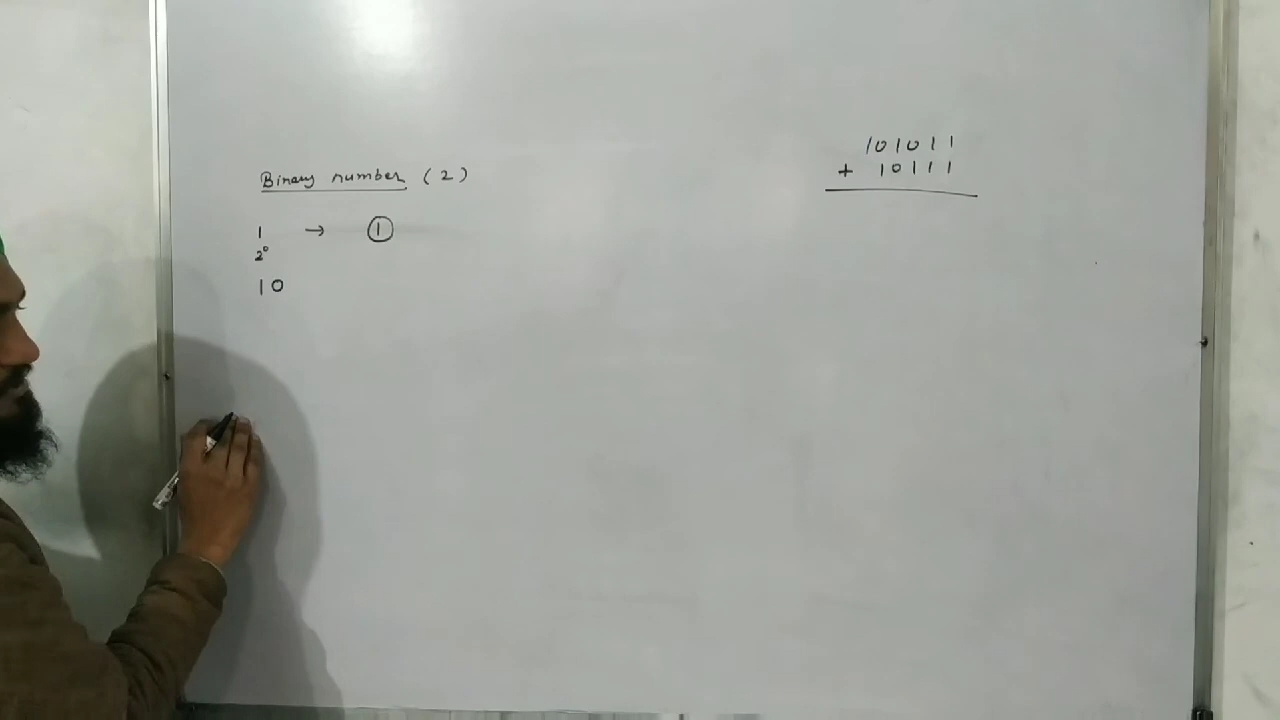 Binary number (2)
1 → 1
2⁰
10
101011
+ 10111